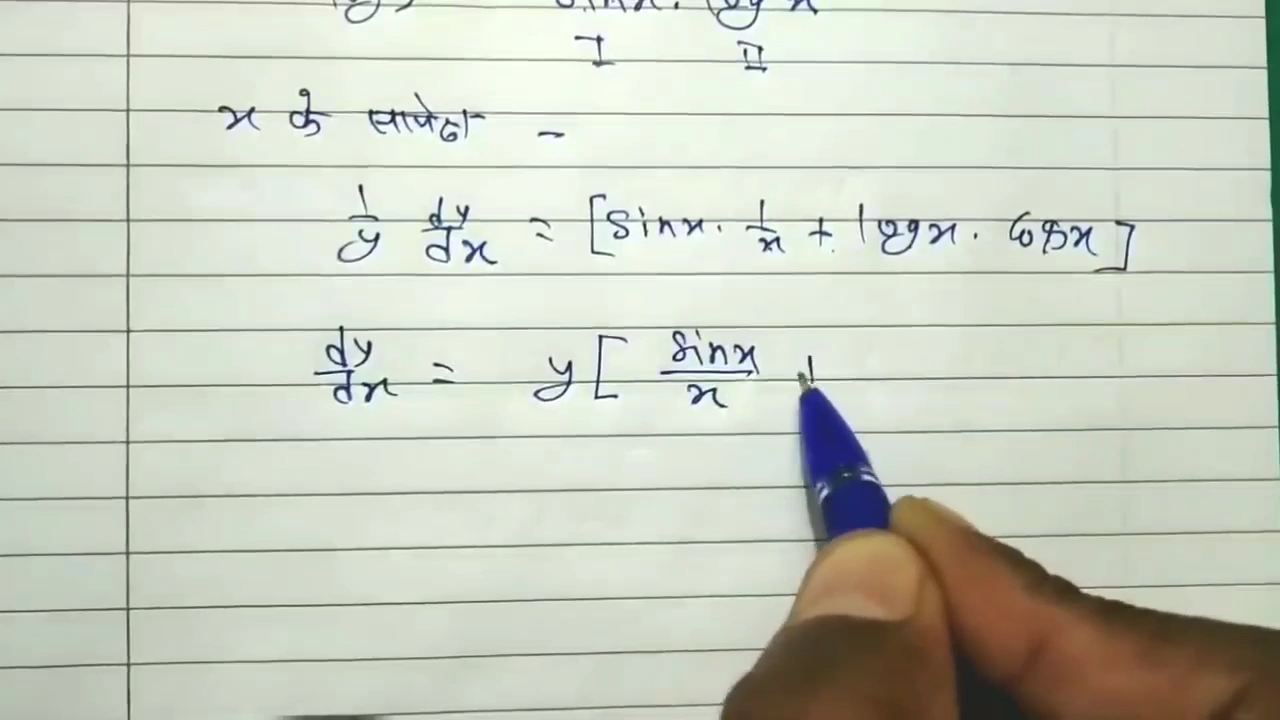 I II
x के सापेक्ष -
1/y dy/dx = [sinx. 1/x + logx. cosx]
dy/dx = y [ sinx/x